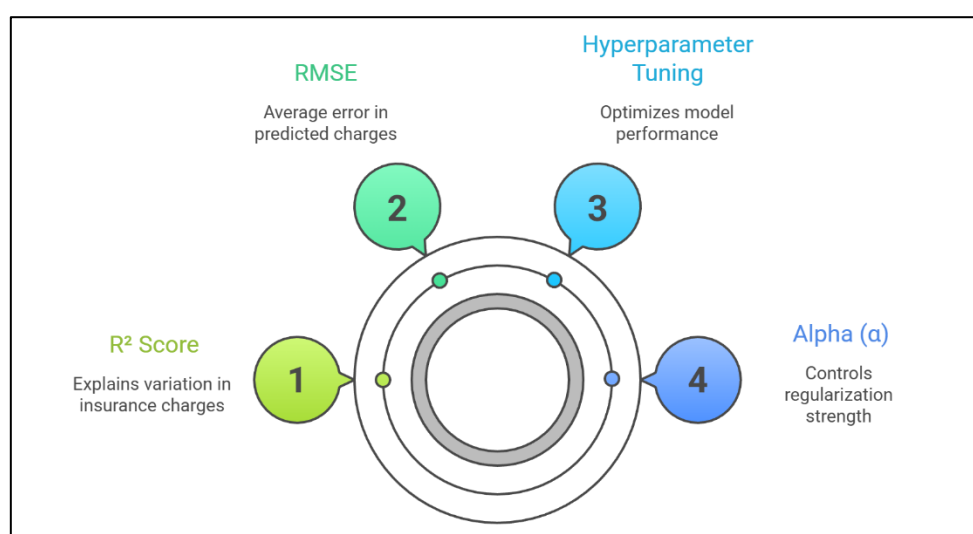 R² Score
Explains variation in
insurance charges
1
RMSE
Average error in
predicted charges
2
Hyperparameter
Tuning
Optimizes model
performance
3
Alpha (α)
Controls
regularization
strength
4